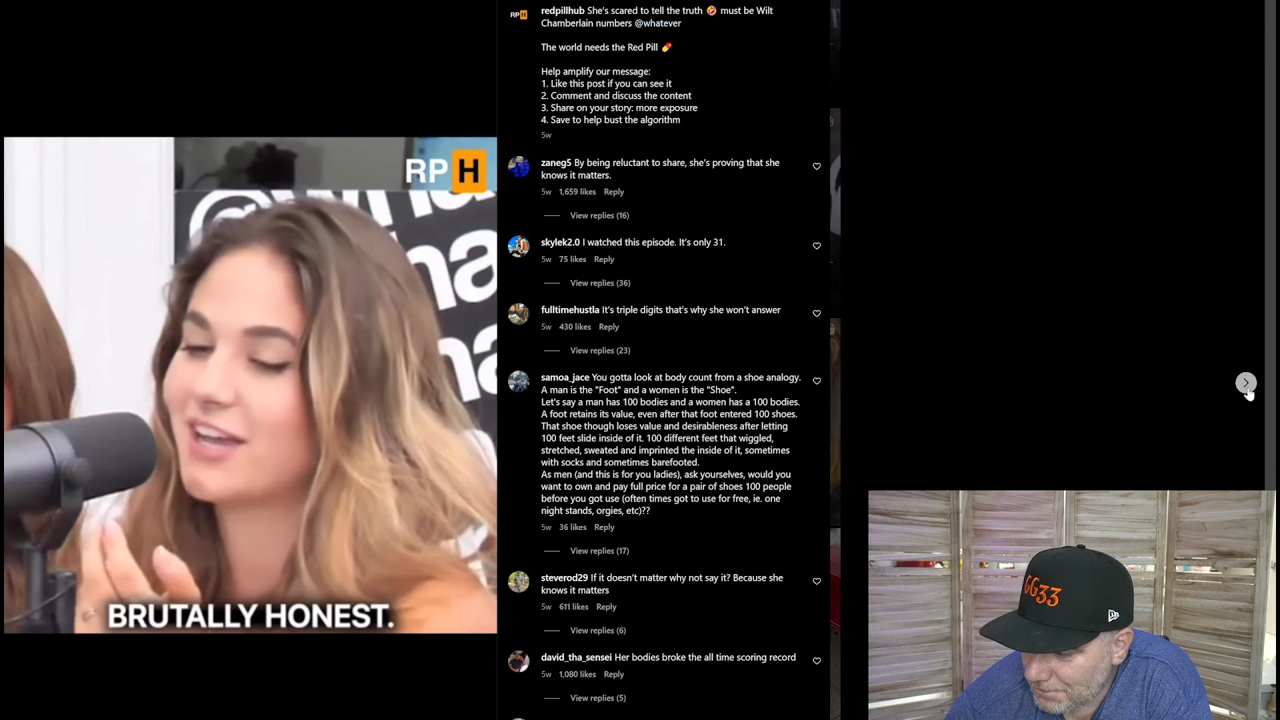 RPH
@wha
BRUTALLY HONEST.
RPH
redpillhub She's scared to tell the truth 🤣 must be Wilt
Chamberlain numbers @whatever
The world needs the Red Pill 💊
Help amplify our message:
1. Like this post if you can see it
2. Comment and discuss the content
3. Share on your story: more exposure
4. Save to help bust the algorithm
5w
zaneg5 By being reluctant to share, she's proving that she
knows it matters.
5w 1,659 likes Reply
View replies (16)
skylek2.0 I watched this episode. It's only 31.
5w 75 likes Reply
View replies (36)
fulltimehustla It's triple digits that's why she won't answer
5w 430 likes Reply
View replies (23)
samoa_jace You gotta look at body count from a shoe analogy.
A man is the "Foot" and a women is the "Shoe".
Let's say a man has 100 bodies and a women has a 100 bodies.
A foot retains its value, even after that foot entered 100 shoes.
That shoe though loses value and desirableness after letting
100 feet slide inside of it. 100 different feet that wiggled,
stretched, sweated and imprinted the inside of it, sometimes
with socks and sometimes barefooted.
As men (and this is for you ladies), ask yourselves, would you
want to own and pay full price for a pair of shoes 100 people
before you got use (often times got to use for free, ie. one
night stands, orgies, etc)??
5w 36 likes Reply
View replies (17)
steverod29 If it doesn't matter why not say it? Because she
knows it matters
5w 611 likes Reply
View replies (6)
david_tha_sensei Her bodies broke the all time scoring record
5w 1,080 likes Reply
View replies (5)
GG33